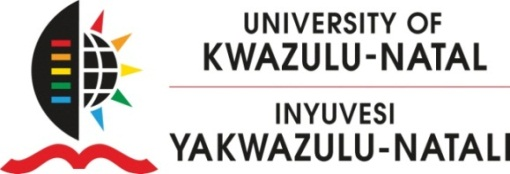 UNIVERSITY OF
KWAZULU-NATAL
INYUVESI
YAKWAZULU-NATALI